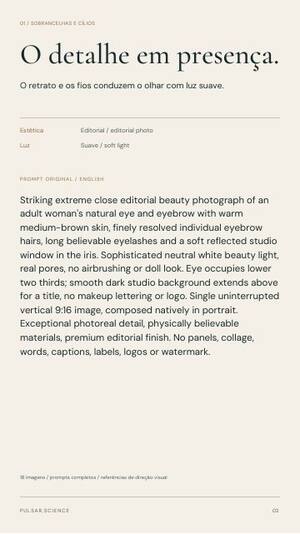 01 / SOBRANCELHAS E CÍLIOS
O detalhe em presença.
O retrato e os fios conduzem o olhar com luz suave.
Estética Editorial / editorial photo
Luz Suave / soft light
PROMPT ORIGINAL / ENGLISH
Striking extreme close editorial beauty photograph of an
adult woman's natural eye and eyebrow with warm
medium-brown skin, finely resolved individual eyebrow
hairs, long believable eyelashes and a soft reflected studio
window in the iris. Sophisticated neutral white beauty light,
real pores, no airbrushing or doll look. Eye occupies lower
two thirds; smooth dark studio background extends above
for a title, no makeup lettering or logo. Single uninterrupted
vertical 9:16 image, composed natively in portrait.
Exceptional photoreal detail, physically believable
materials, premium editorial finish. No panels, collage,
words, captions, labels, logos or watermark.
18 imagens / prompts completos / referências de direção visual
PULSAR.SCIENCE